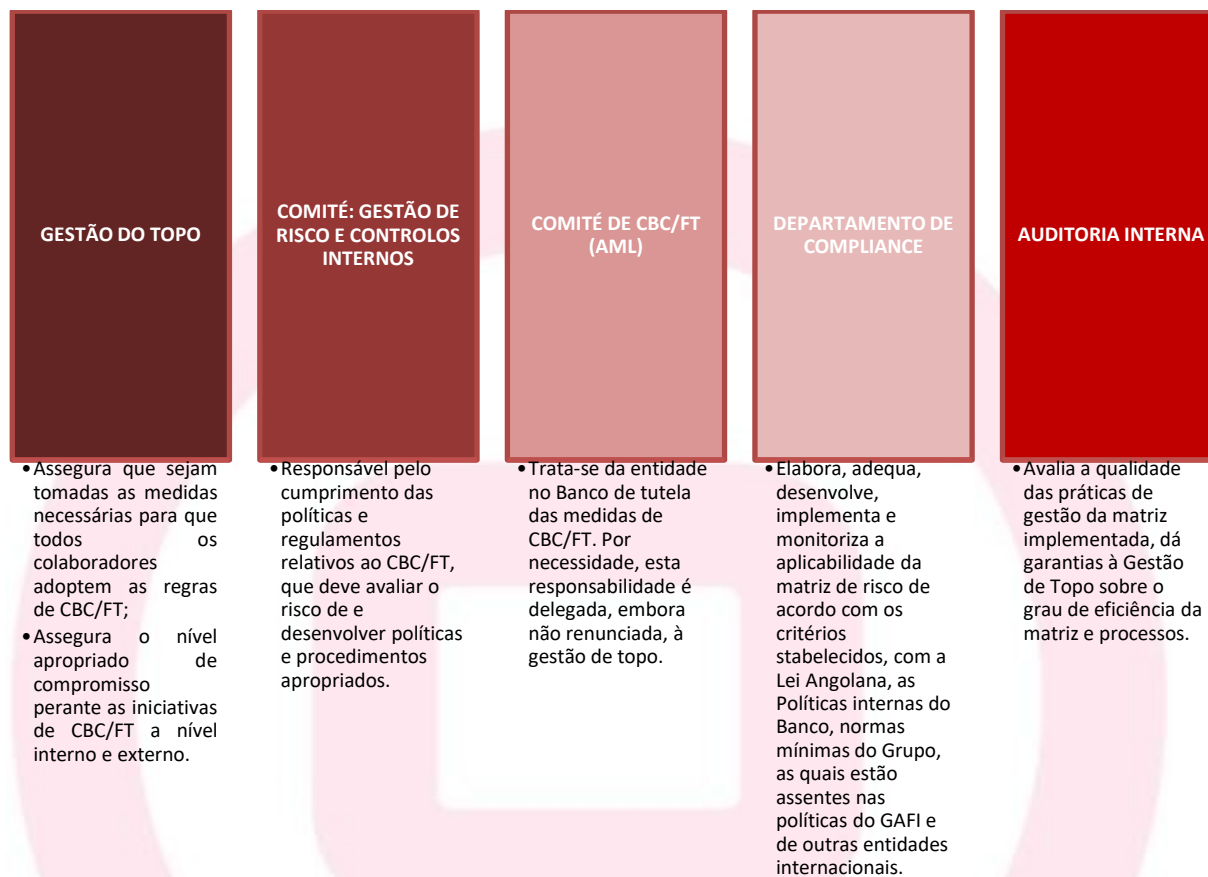 GESTÃO DO TOPO
COMITÉ: GESTÃO DE
RISCO E CONTROLOS
INTERNOS
COMITÉ DE CBC/FT
(AML)
DEPARTAMENTO DE
COMPLIANCE
AUDITORIA INTERNA
•Assegura que sejam
tomadas as medidas
necessárias para que
todos os
colaboradores
adoptem as regras
de CBC/FT;
•Assegura o nível
apropriado de
compromisso
perante as iniciativas
de CBC/FT a nível
interno e externo.
•Responsável pelo
cumprimento das
políticas e
regulamentos
relativos ao CBC/FT,
que deve avaliar o
risco de e
desenvolver políticas
e procedimentos
apropriados.
•Trata-se da entidade
no Banco de tutela
das medidas de
CBC/FT. Por
necessidade, esta
responsabilidade é
delegada, embora
não renunciada, à
gestão de topo.
•Elabora, adequa,
desenvolve,
implementa e
monitoriza a
aplicabilidade da
matriz de risco de
acordo com os
critérios
stabelecidos, com a
Lei Angolana, as
Políticas internas do
Banco, normas
mínimas do Grupo,
as quais estão
assentes nas
políticas do GAFI e
de outras entidades
internacionais.
•Avalia a qualidade
das práticas de
gestão da matriz
implementada, dá
garantias à Gestão
de Topo sobre o
grau de eficiência da
matriz e processos.